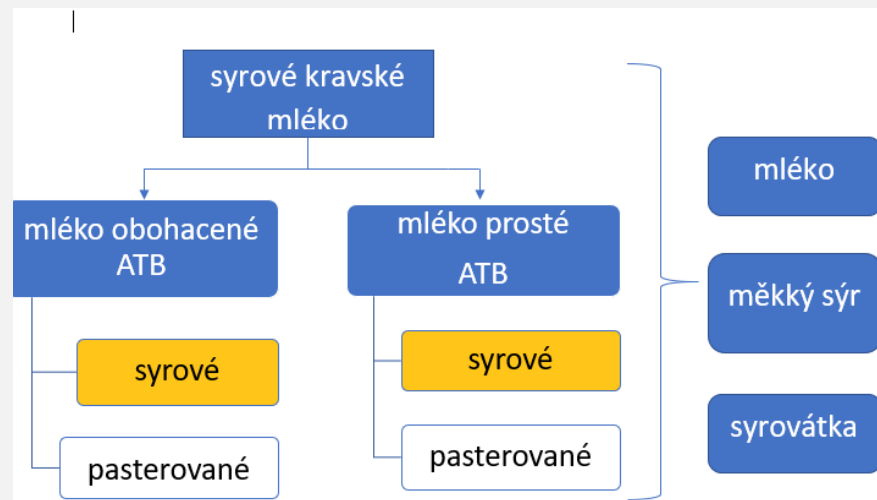 syrové kravské
mléko
mléko obohacené
ATB
syrové
pasterované
mléko prosté
ATB
syrové
pasterované
mléko
měkký sýr
syrovátka